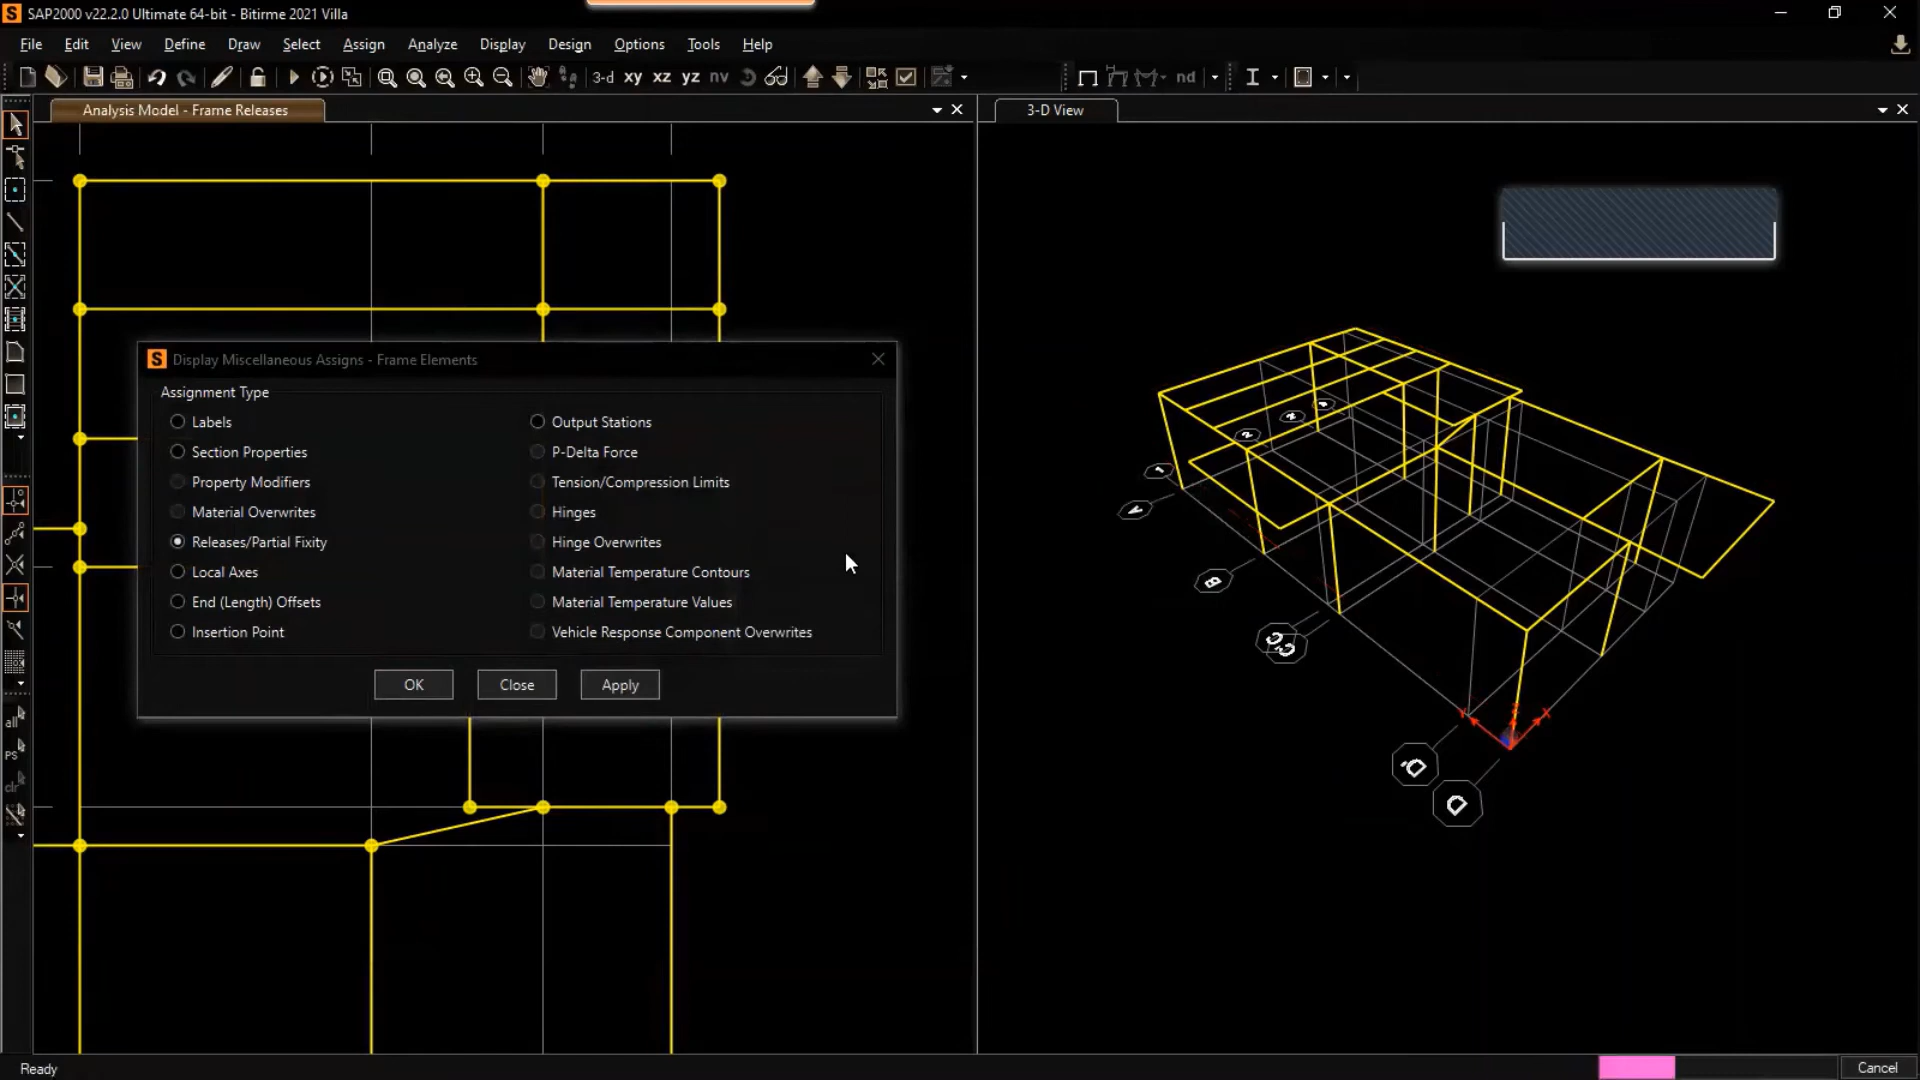 SAP2000 v22.2.0 Ultimate 64-bit - Bitirme 2021 Villa
File Edit View Define Draw Select Assign Analyze Display Design Options Tools Help
3-d xy xz yz nv nd
Analysis Model - Frame Releases
3-D View
Display Miscellaneous Assigns - Frame Elements
Assignment Type
Labels
Section Properties
Property Modifiers
Material Overwrites
Releases/Partial Fixity
Local Axes
End (Length) Offsets
Insertion Point
Output Stations
P-Delta Force
Tension/Compression Limits
Hinges
Hinge Overwrites
Material Temperature Contours
Material Temperature Values
Vehicle Response Component Overwrites
OK Close Apply
all
PS
clr
A
B
D
X
Ready
Cancel